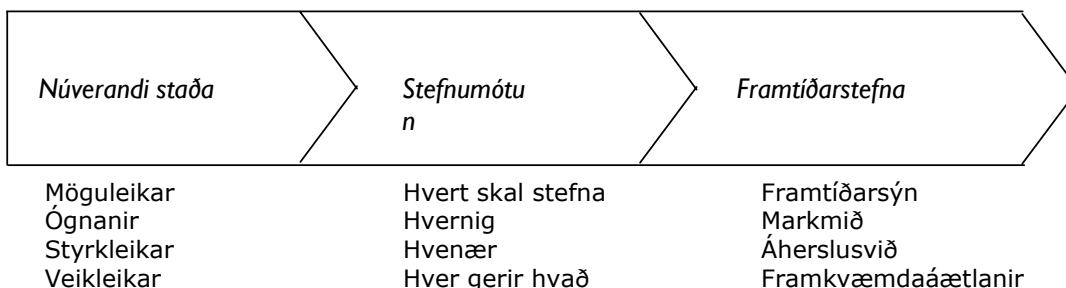 Núverandi staða
Stefnumótu
n
Framtíðarstefna
Möguleikar
Ógnanir
Styrkleikar
Veikleikar
Hvert skal stefna
Hvernig
Hvenær
Hver gerir hvað
Framtíðarsýn
Markmið
Áherslusvið
Framkvæmdaáætlanir